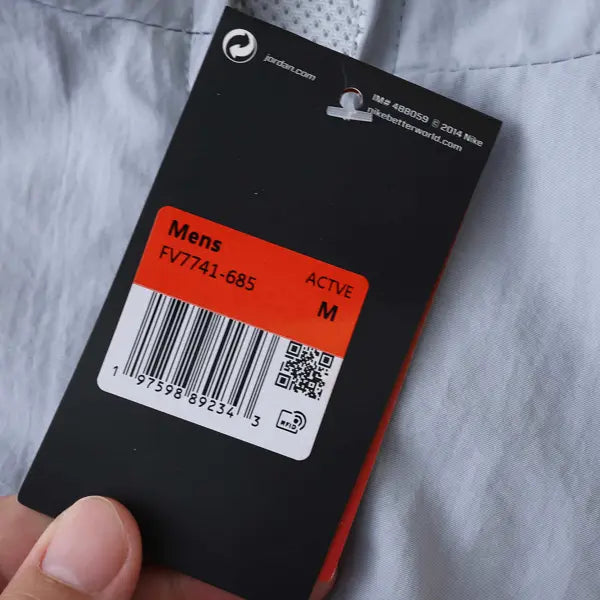 jordan.com
IM# 488059 © 2014 Nike
nikebetterworld.com
Mens
FV7741-685
ACTVE
M
1 97598 89234 3
RFID